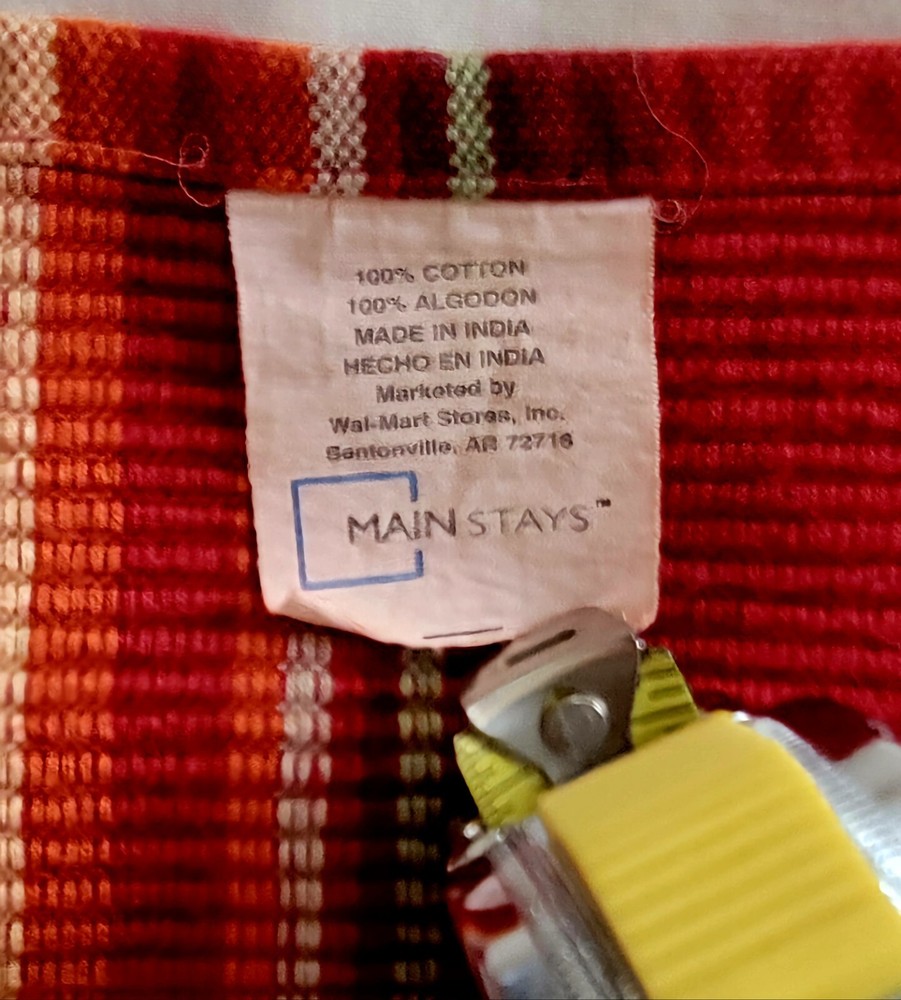 100% COTTON
100% ALGODON
MADE IN INDIA
HECHO EN INDIA
Marketed by
Wal-Mart Stores, Inc.
Bentonville, AR 72716
MAINSTAYS™